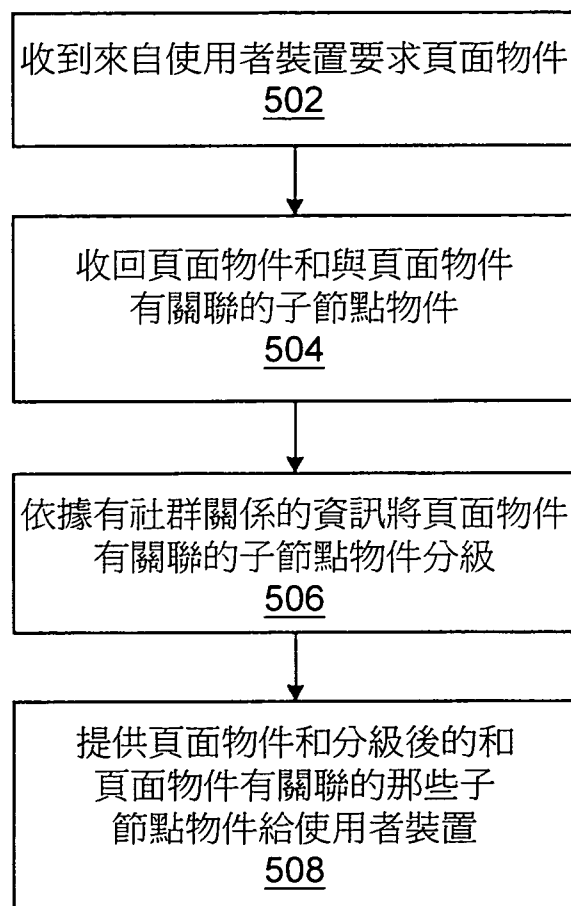 收到來自使用者裝置要求頁面物件
502
收回頁面物件和與頁面物件
有關聯的子節點物件
504
依據有社群關係的資訊將頁面物件
有關聯的子節點物件分級
506
提供頁面物件和分級後的和
頁面物件有關聯的那些子
節點物件給使用者裝置
508